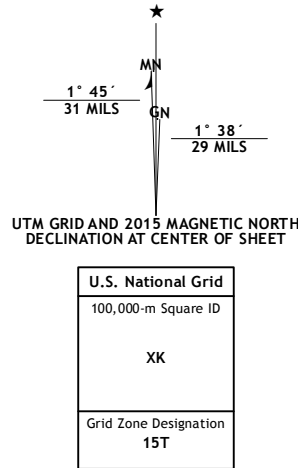 ★
MN
1° 45´
31 MILS
GN
1° 38´
29 MILS
UTM GRID AND 2015 MAGNETIC NORTH
DECLINATION AT CENTER OF SHEET
U.S. National Grid
100,000-m Square ID
XK
Grid Zone Designation
15T